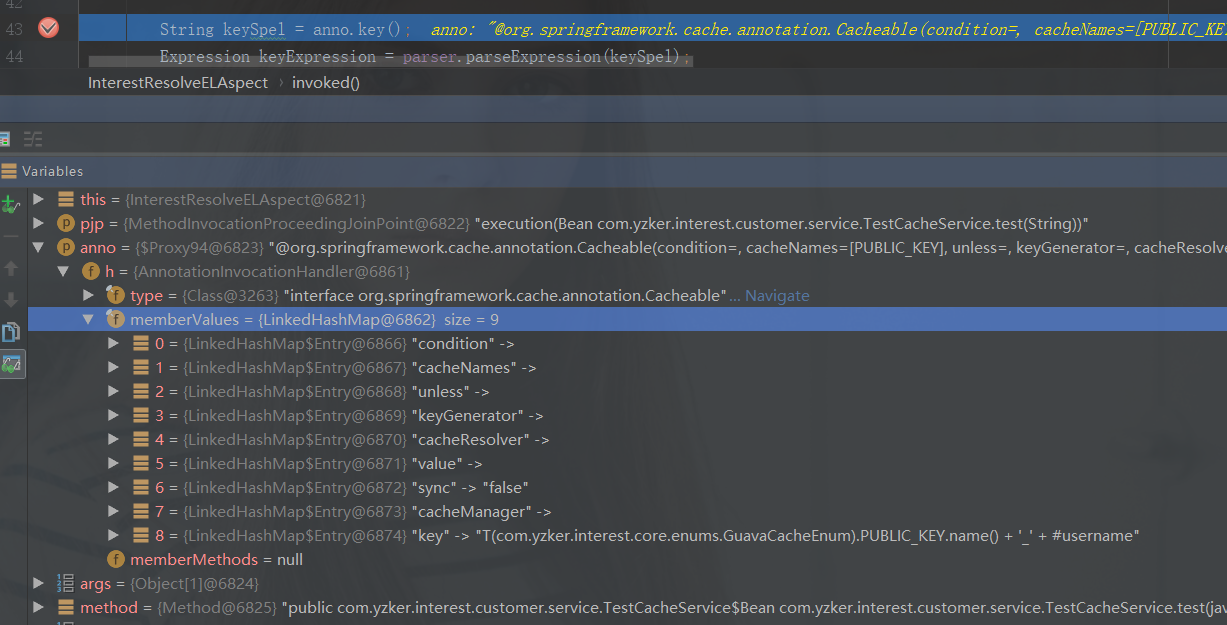 42
43 String keySpel = anno.key(); anno: "@org.springframework.cache.annotation.Cacheable(condition=, cacheNames=[PUBLIC_KEY
44 Expression keyExpression = parser.parseExpression(keySpel);
InterestResolveELAspect › invoked()
Variables
this = {InterestResolveELAspect@6821}
p pjp = {MethodInvocationProceedingJoinPoint@6822} "execution(Bean com.yzker.interest.customer.service.TestCacheService.test(String))"
p anno = {$Proxy94@6823} "@org.springframework.cache.annotation.Cacheable(condition=, cacheNames=[PUBLIC_KEY], unless=, keyGenerator=, cacheResolve
f h = {AnnotationInvocationHandler@6861}
f type = {Class@3263} "interface org.springframework.cache.annotation.Cacheable" ... Navigate
f memberValues = {LinkedHashMap@6862} size = 9
0 = {LinkedHashMap$Entry@6866} "condition" ->
1 = {LinkedHashMap$Entry@6867} "cacheNames" ->
2 = {LinkedHashMap$Entry@6868} "unless" ->
3 = {LinkedHashMap$Entry@6869} "keyGenerator" ->
4 = {LinkedHashMap$Entry@6870} "cacheResolver" ->
5 = {LinkedHashMap$Entry@6871} "value" ->
6 = {LinkedHashMap$Entry@6872} "sync" -> "false"
7 = {LinkedHashMap$Entry@6873} "cacheManager" ->
8 = {LinkedHashMap$Entry@6874} "key" -> "T(com.yzker.interest.core.enums.GuavaCacheEnum).PUBLIC_KEY.name() + '_' + #username"
f memberMethods = null
args = {Object[1]@6824}
method = {Method@6825} "public com.yzker.interest.customer.service.TestCacheService$Bean com.yzker.interest.customer.service.TestCacheService.test(jav